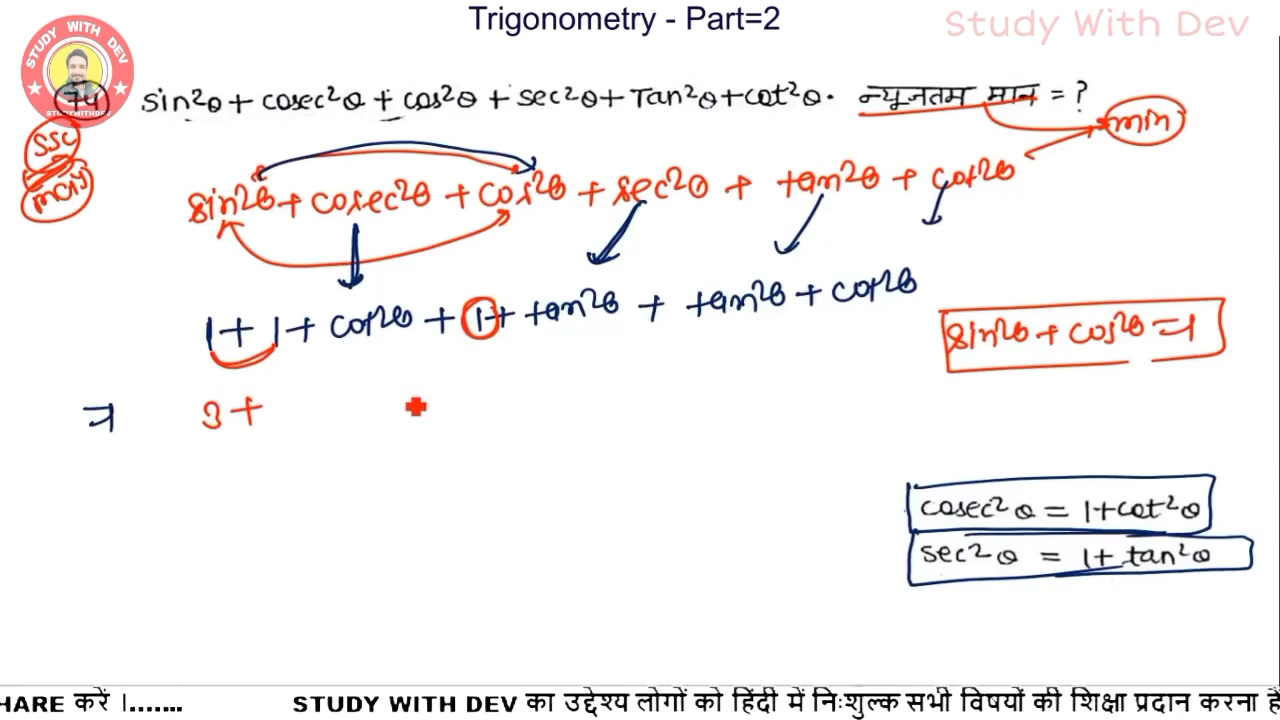 Trigonometry - Part=2
Study With Dev
STUDY WITH DEV
STUDYWITHDEV
sin²θ + cosec²θ + cos²θ + sec²θ + Tan²θ + cot²θ . न्यूनतम मान = ?
min
SSC
sin²θ + cosec²θ + cos²θ + sec²θ + tan²θ + cot²θ
1 + 1 + cot²θ + 1 + tan²θ + tan²θ + cot²θ
sin²θ + cos²θ = 1
3 +
cosec²θ = 1 + cot²θ
sec²θ = 1 + tan²θ
HARE करें ।....... STUDY WITH DEV का उद्देश्य लोगों को हिंदी में निःशुल्क सभी विषयों की शिक्षा प्रदान करना है